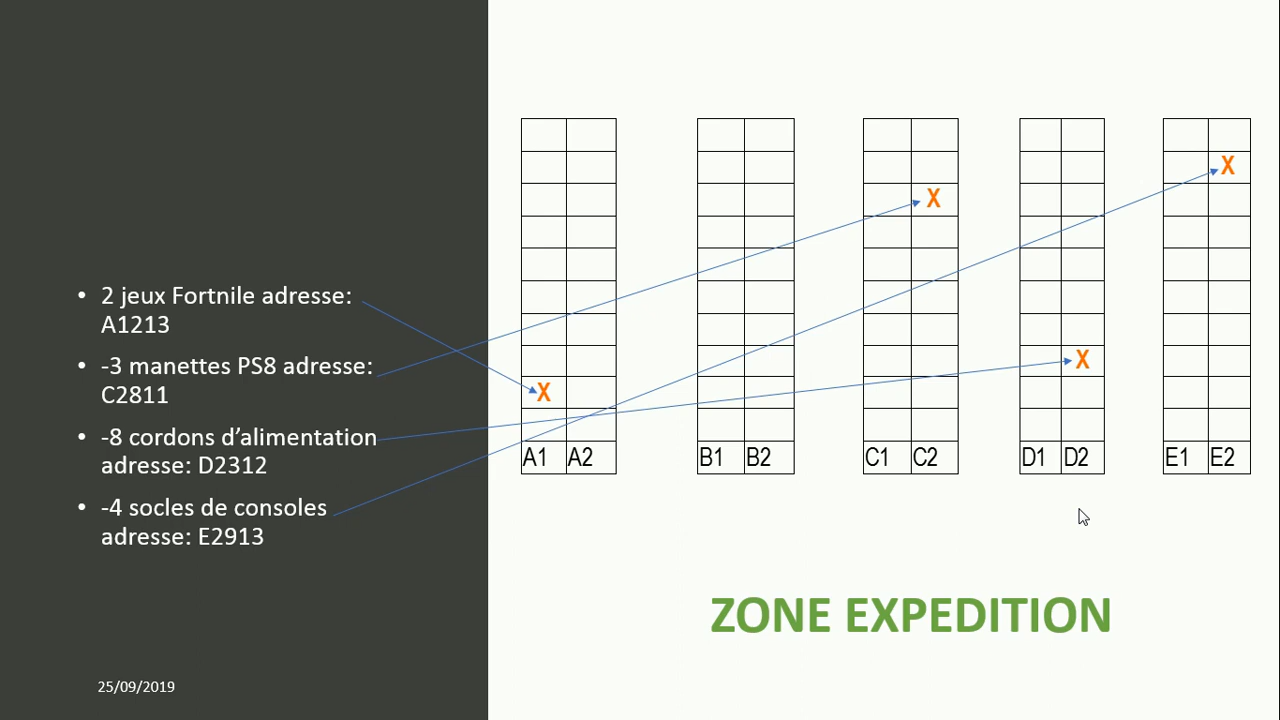 • 2 jeux Fortnile adresse:
A1213
• -3 manettes PS8 adresse:
C2811
• -8 cordons d’alimentation
adresse: D2312
• -4 socles de consoles
adresse: E2913
25/09/2019
X
X
X
X
A1 A2 B1 B2 C1 C2 D1 D2 E1 E2
ZONE EXPEDITION